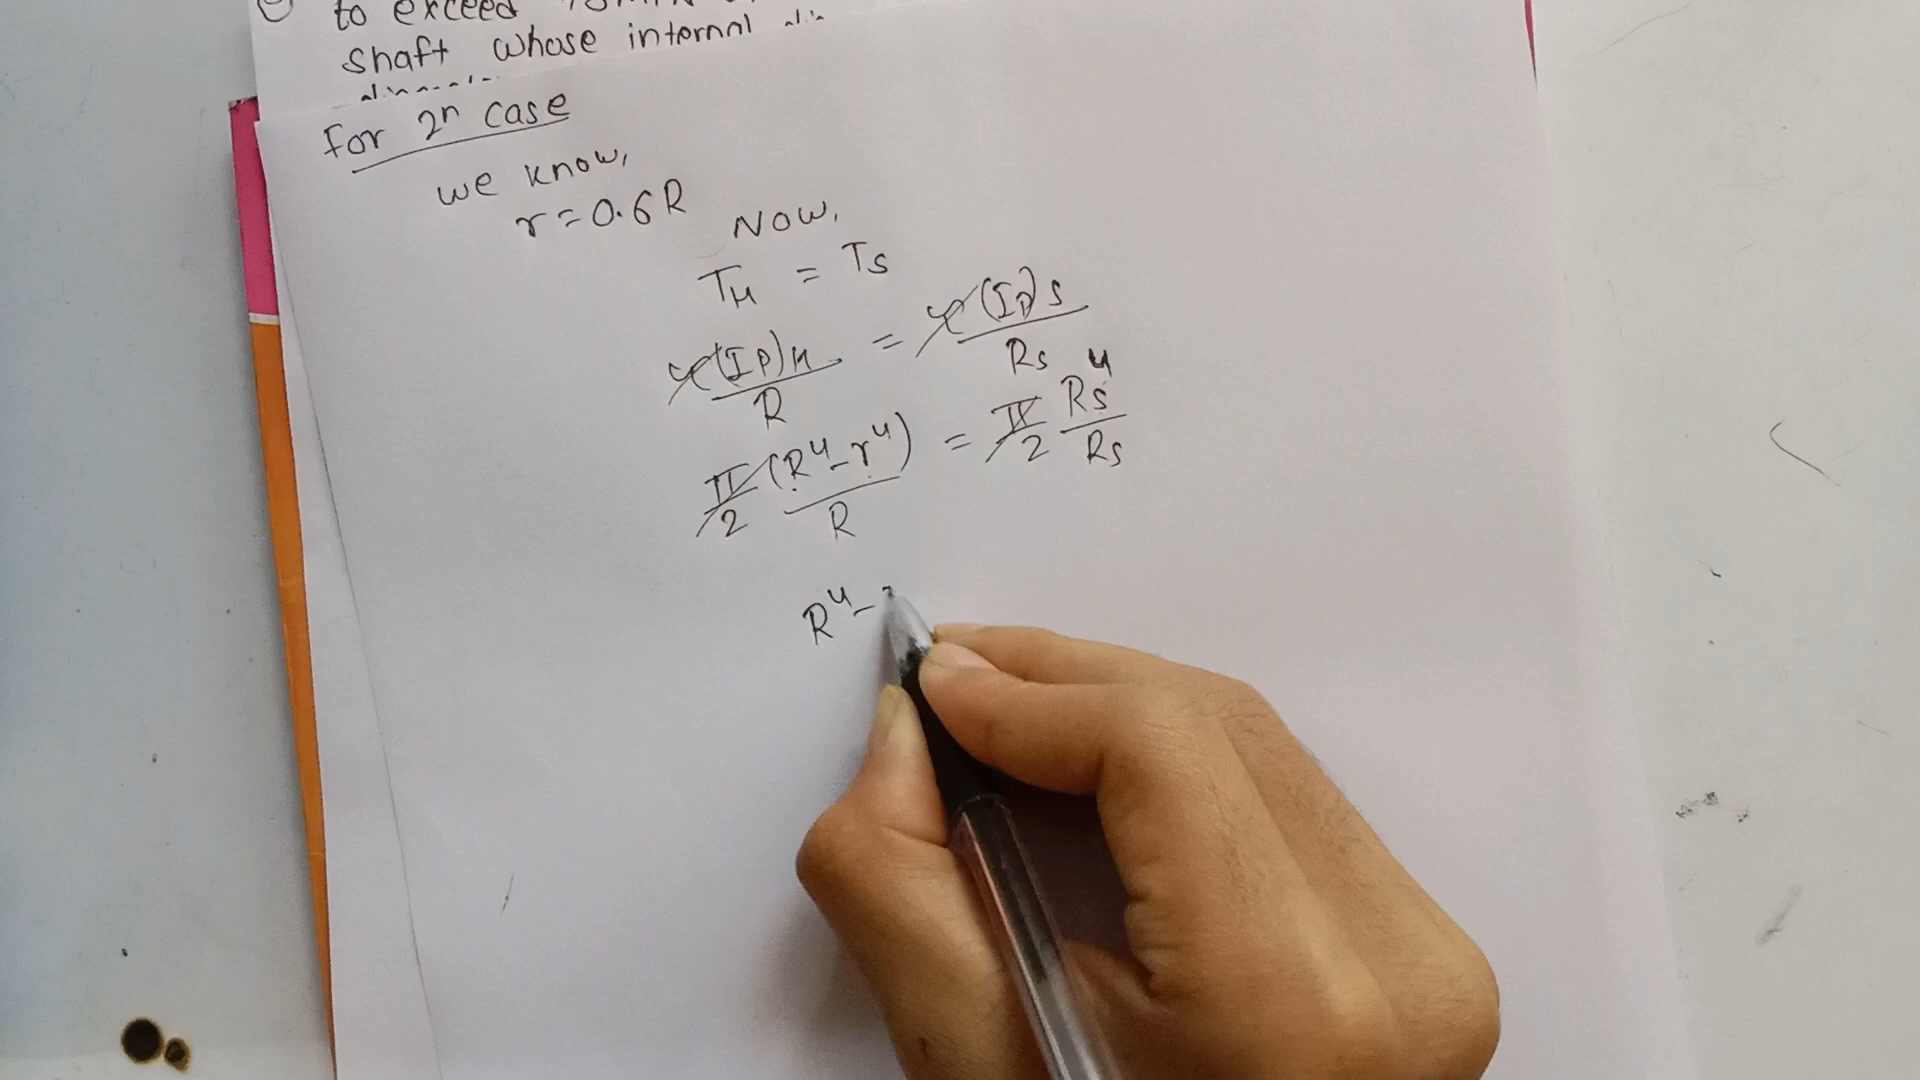 to exceed
Shaft whose internal
For 2n case
we know,
r = 0.6R
Now,
TH = Ts
τ(IP)H / R = τ(IP)s / Rs
π/2 (R⁴ - r⁴) / R = π/2 Rs⁴ / Rs
R⁴ -